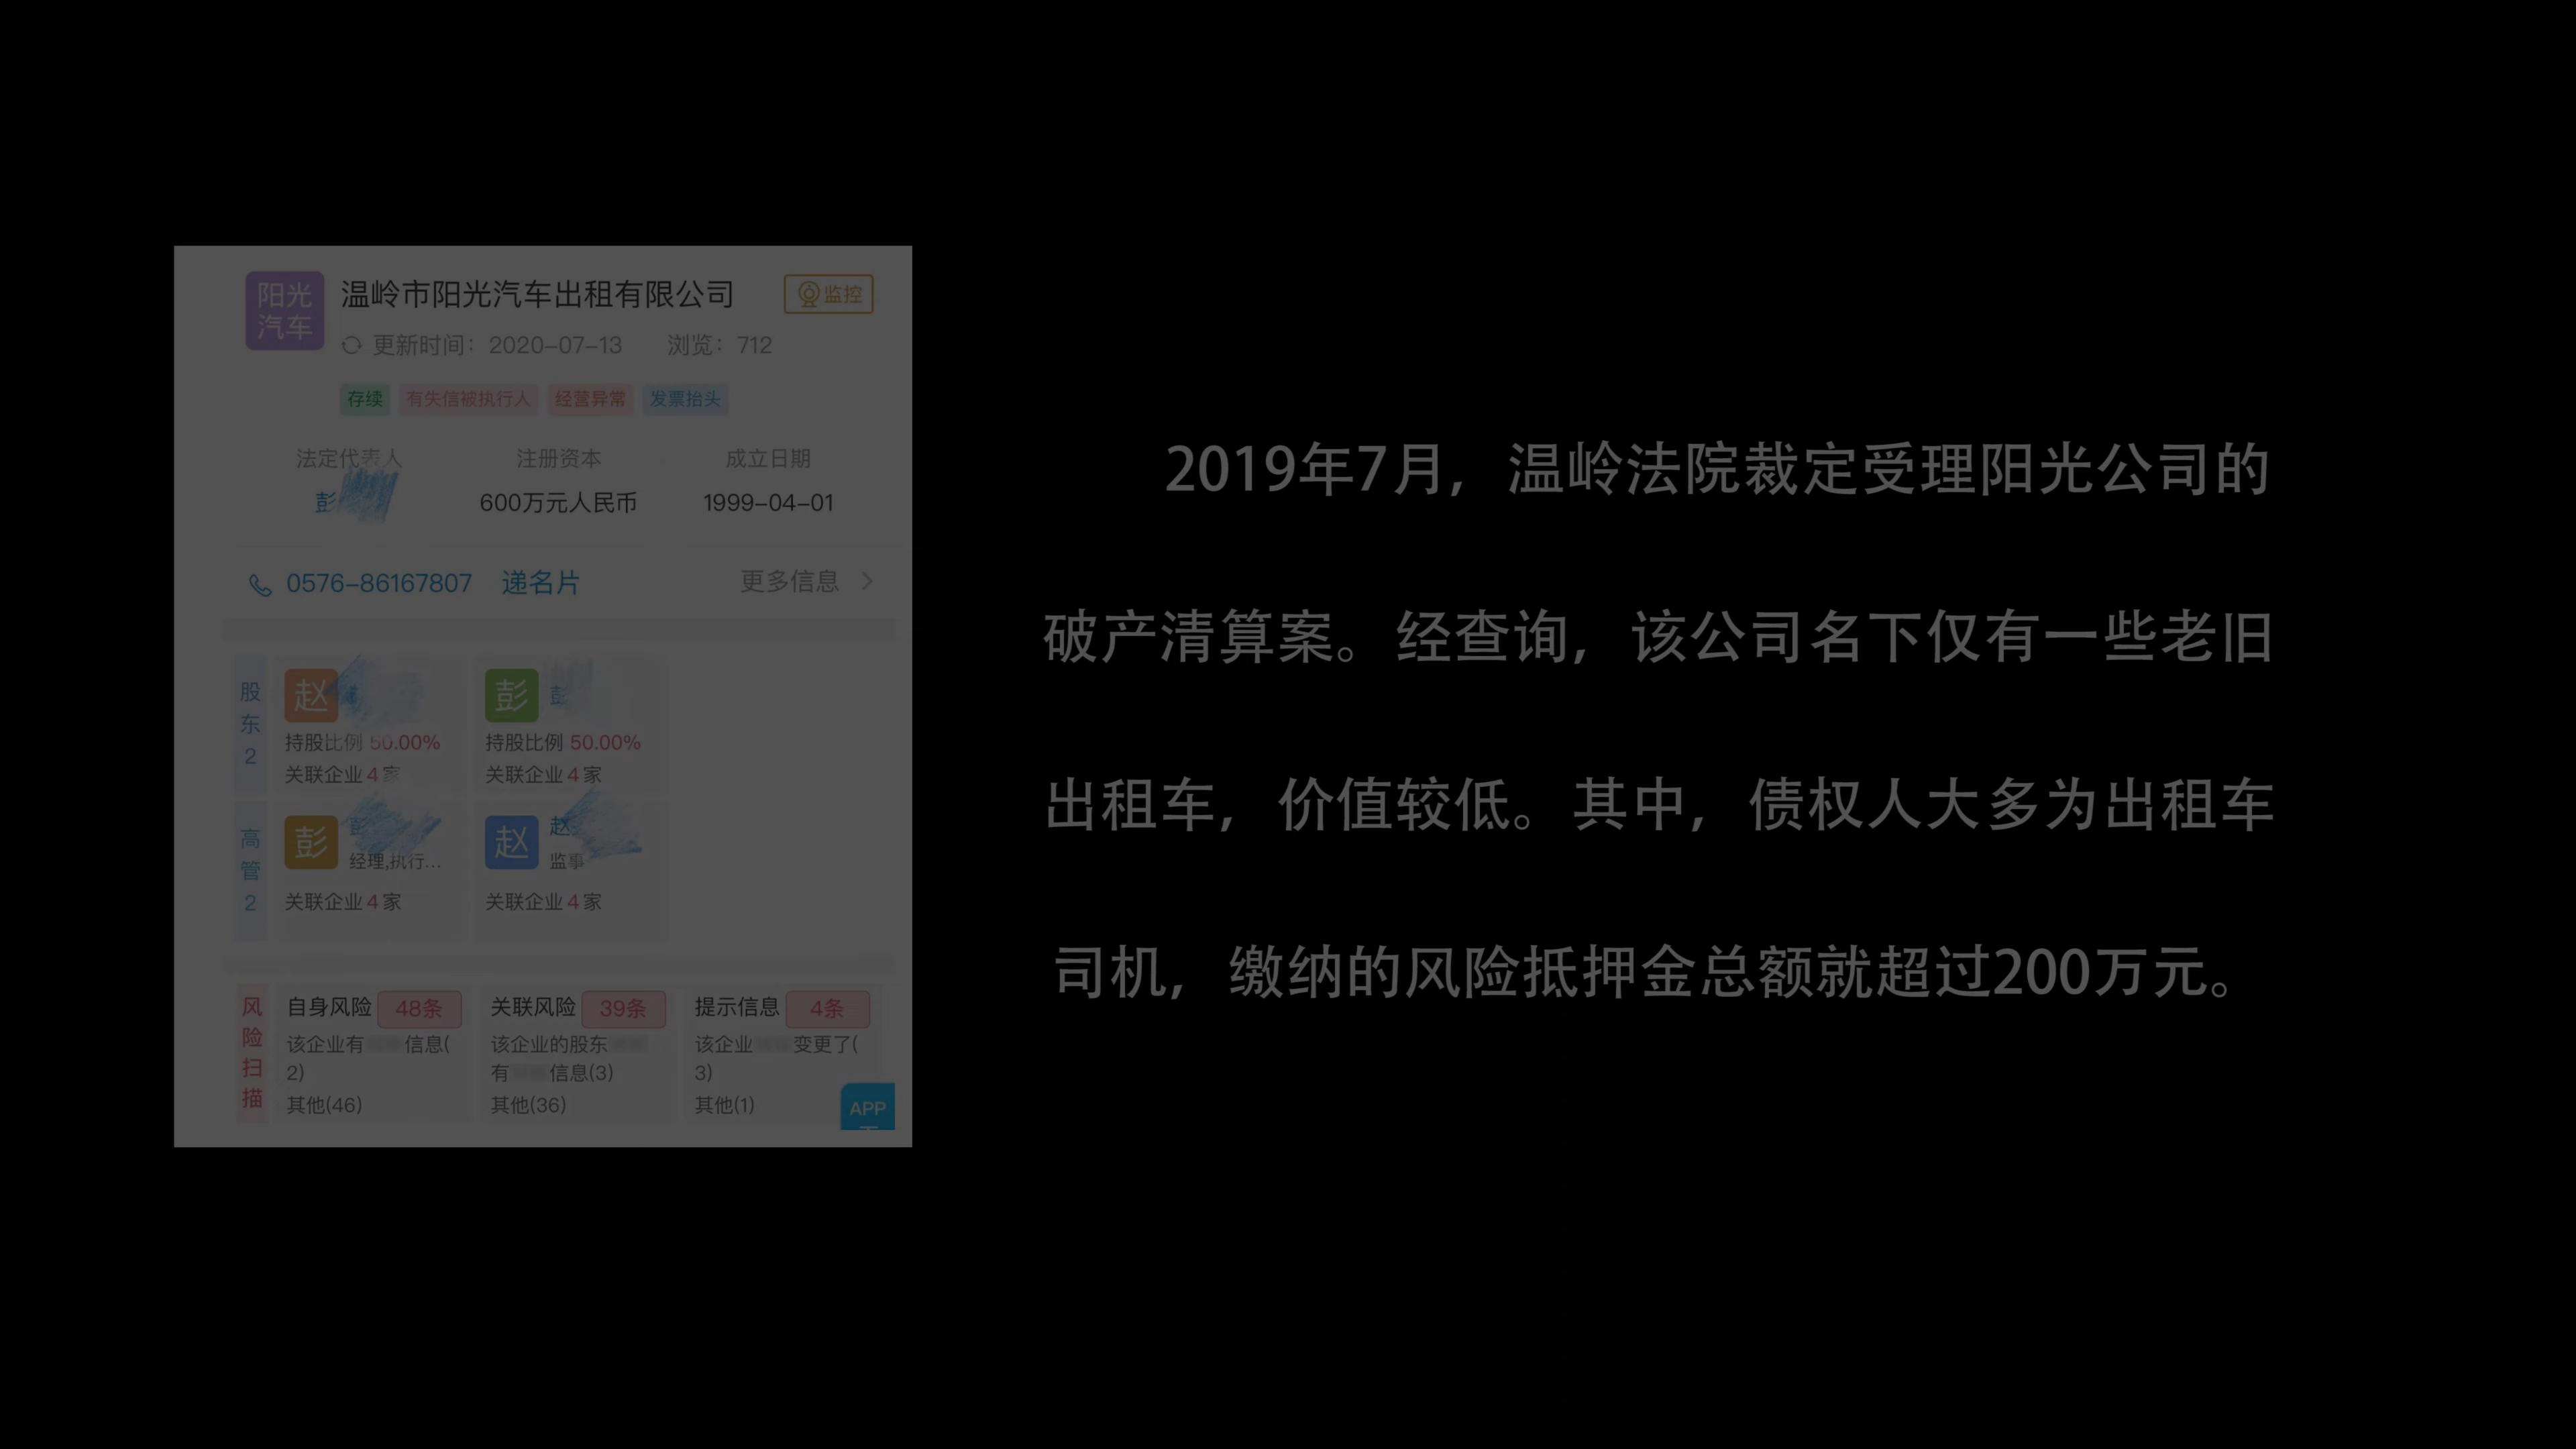 阳光
汽车
温岭市阳光汽车出租有限公司
监控
更新时间：2020-07-13 浏览：712
存续 有失信被执行人 经营异常 发票抬头
法定代表人 注册资本 成立日期
彭 600万元人民币 1999-04-01
0576-86167807 递名片 更多信息
股东2
赵
持股比例 50.00%
关联企业4家
彭
彭
持股比例 50.00%
关联企业4家
高管2
彭
经理,执行...
关联企业4家
赵
赵
监事
关联企业4家
风险扫描
自身风险 48条
该企业有 信息(
2)
其他(46)
关联风险 39条
该企业的股东
有 信息(3)
其他(36)
提示信息 4条
该企业 变更了(
3)
其他(1)
APP
2019年7月，温岭法院裁定受理阳光公司的
破产清算案。经查询，该公司名下仅有一些老旧
出租车，价值较低。其中，债权人大多为出租车
司机，缴纳的风险抵押金总额就超过200万元。